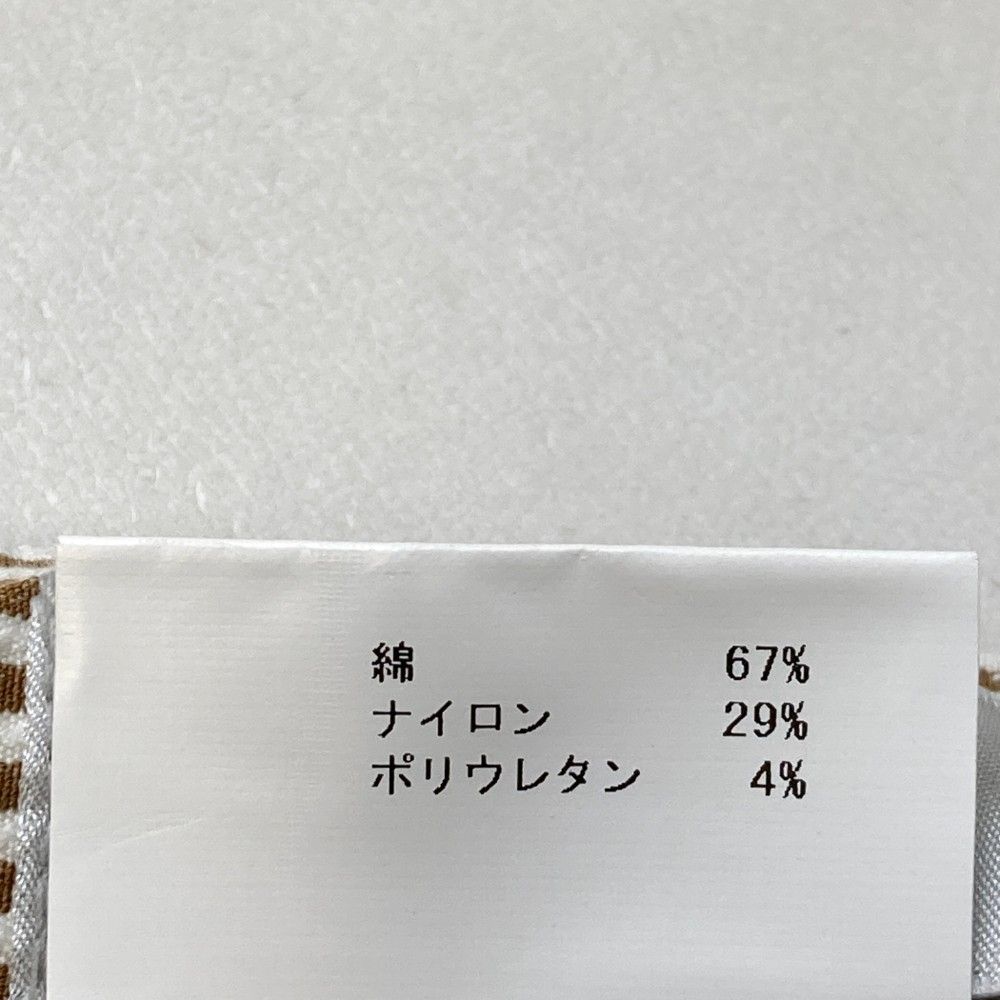 綿 67%
ナイロン 29%
ポリウレタン 4%